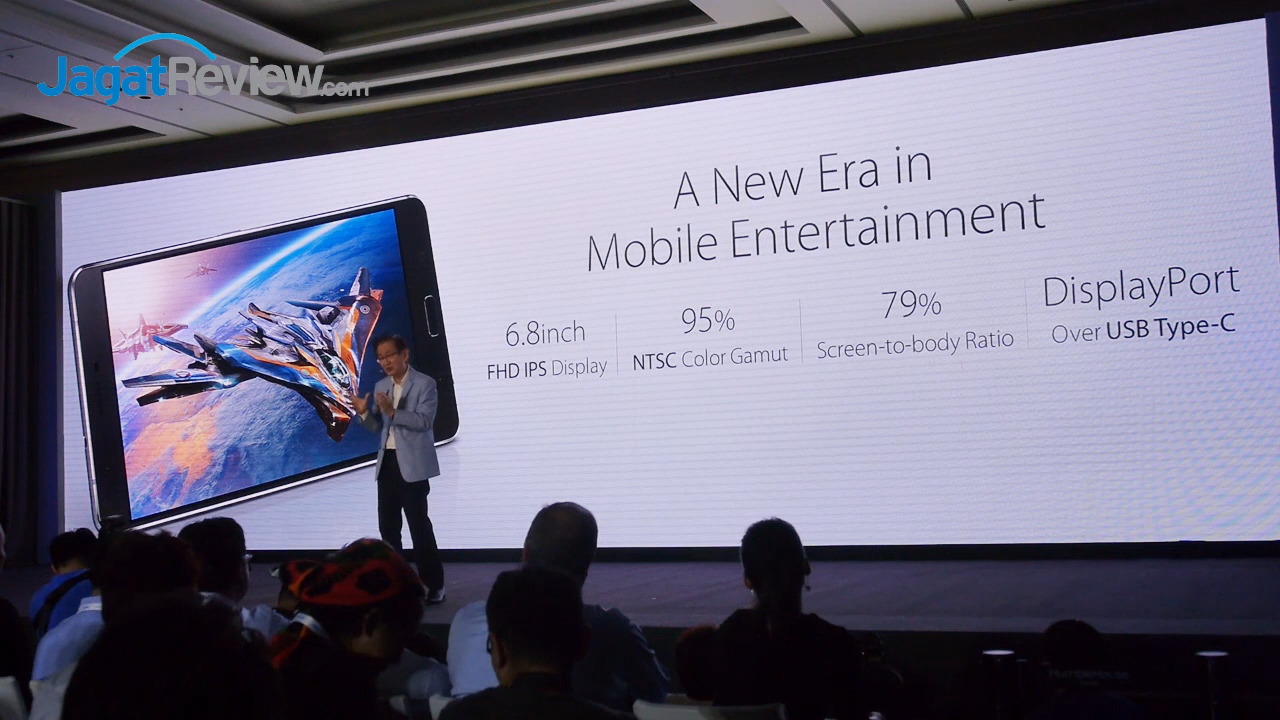 JagatReview.com
A New Era in
Mobile Entertainment
6.8inch
FHD IPS Display
95%
NTSC Color Gamut
79%
Screen-to-body Ratio
DisplayPort
Over USB Type-C